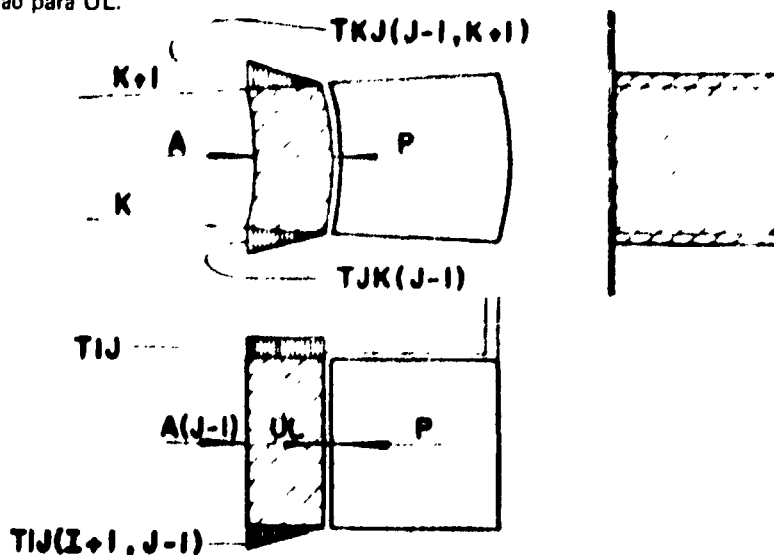 ão para UL.
TKJ(J-1,K+1)
K+1
A
P
K
TJK(J-1)
TIJ
A(J-1)
UL
P
TIJ(I+1,J-1)